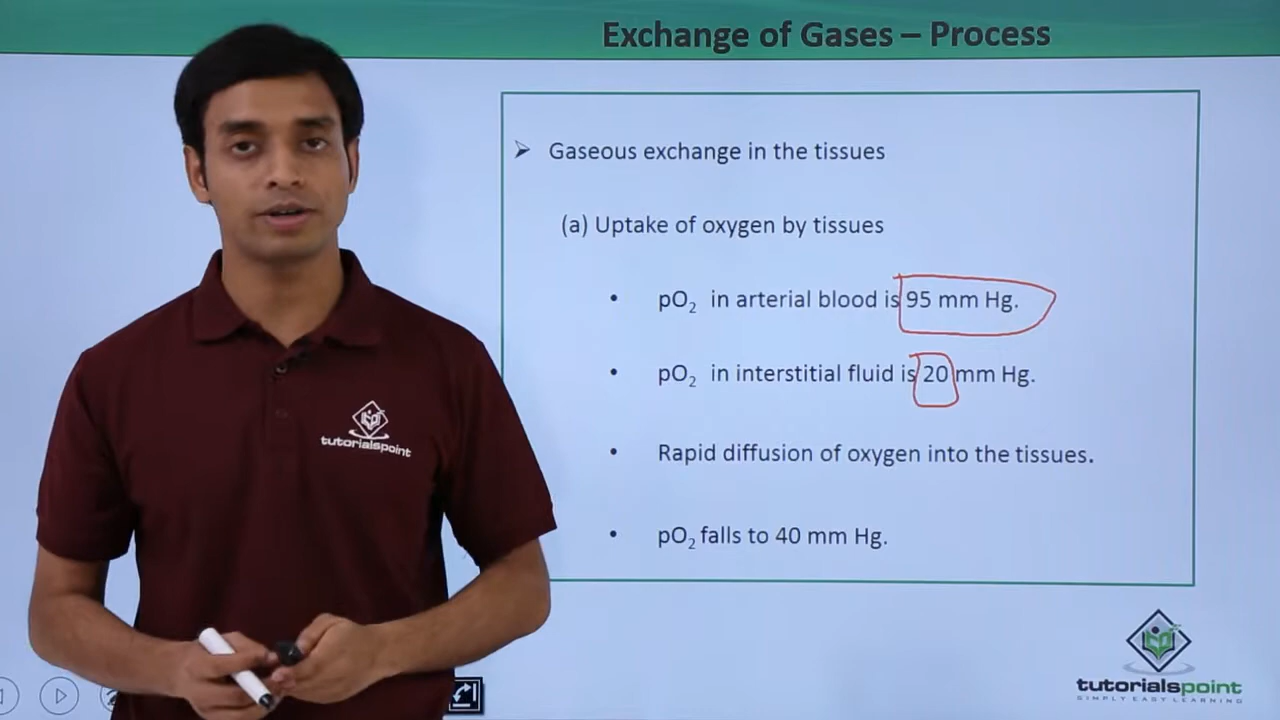 Exchange of Gases – Process
➢ Gaseous exchange in the tissues
(a) Uptake of oxygen by tissues
• pO₂ in arterial blood is 95 mm Hg.
• pO₂ in interstitial fluid is 20 mm Hg.
• Rapid diffusion of oxygen into the tissues.
• pO₂ falls to 40 mm Hg.
tutorialspoint
tutorialspoint
SIMPLY EASY LEARNING